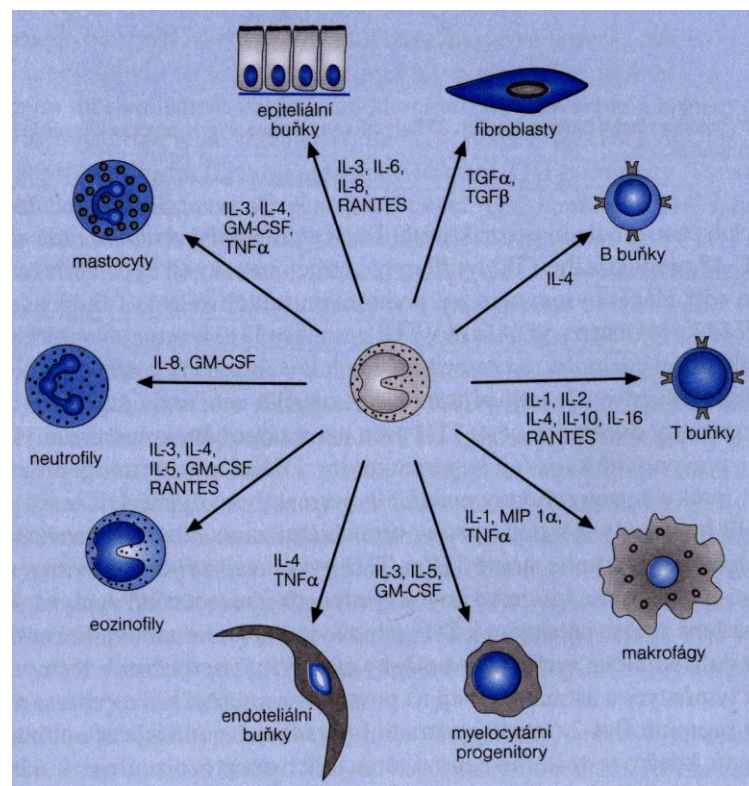 epiteliální
buňky
fibroblasty
IL-3, IL-6,
IL-8,
RANTES
TGFα,
TGFβ
mastocyty
IL-3, IL-4,
GM-CSF,
TNFα
B buňky
IL-4
IL-8, GM-CSF
neutrofily
IL-1, IL-2,
IL-4, IL-10, IL-16
RANTES
T buňky
IL-3, IL-4,
IL-5, GM-CSF
RANTES
eozinofily
IL-1, MIP 1α,
TNFα
makrofágy
IL-4
TNFα
IL-3, IL-5,
GM-CSF
endoteliální
buňky
myelocytární
progenitory